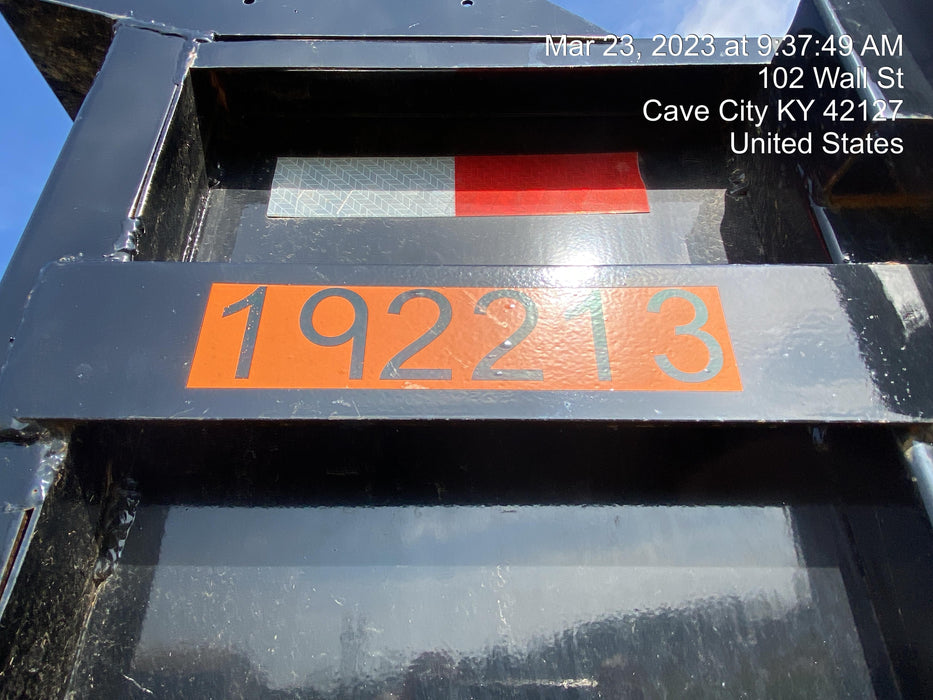 Mar 23, 2023 at 9:37:49 AM
102 Wall St
Cave City KY 42127
United States
192213